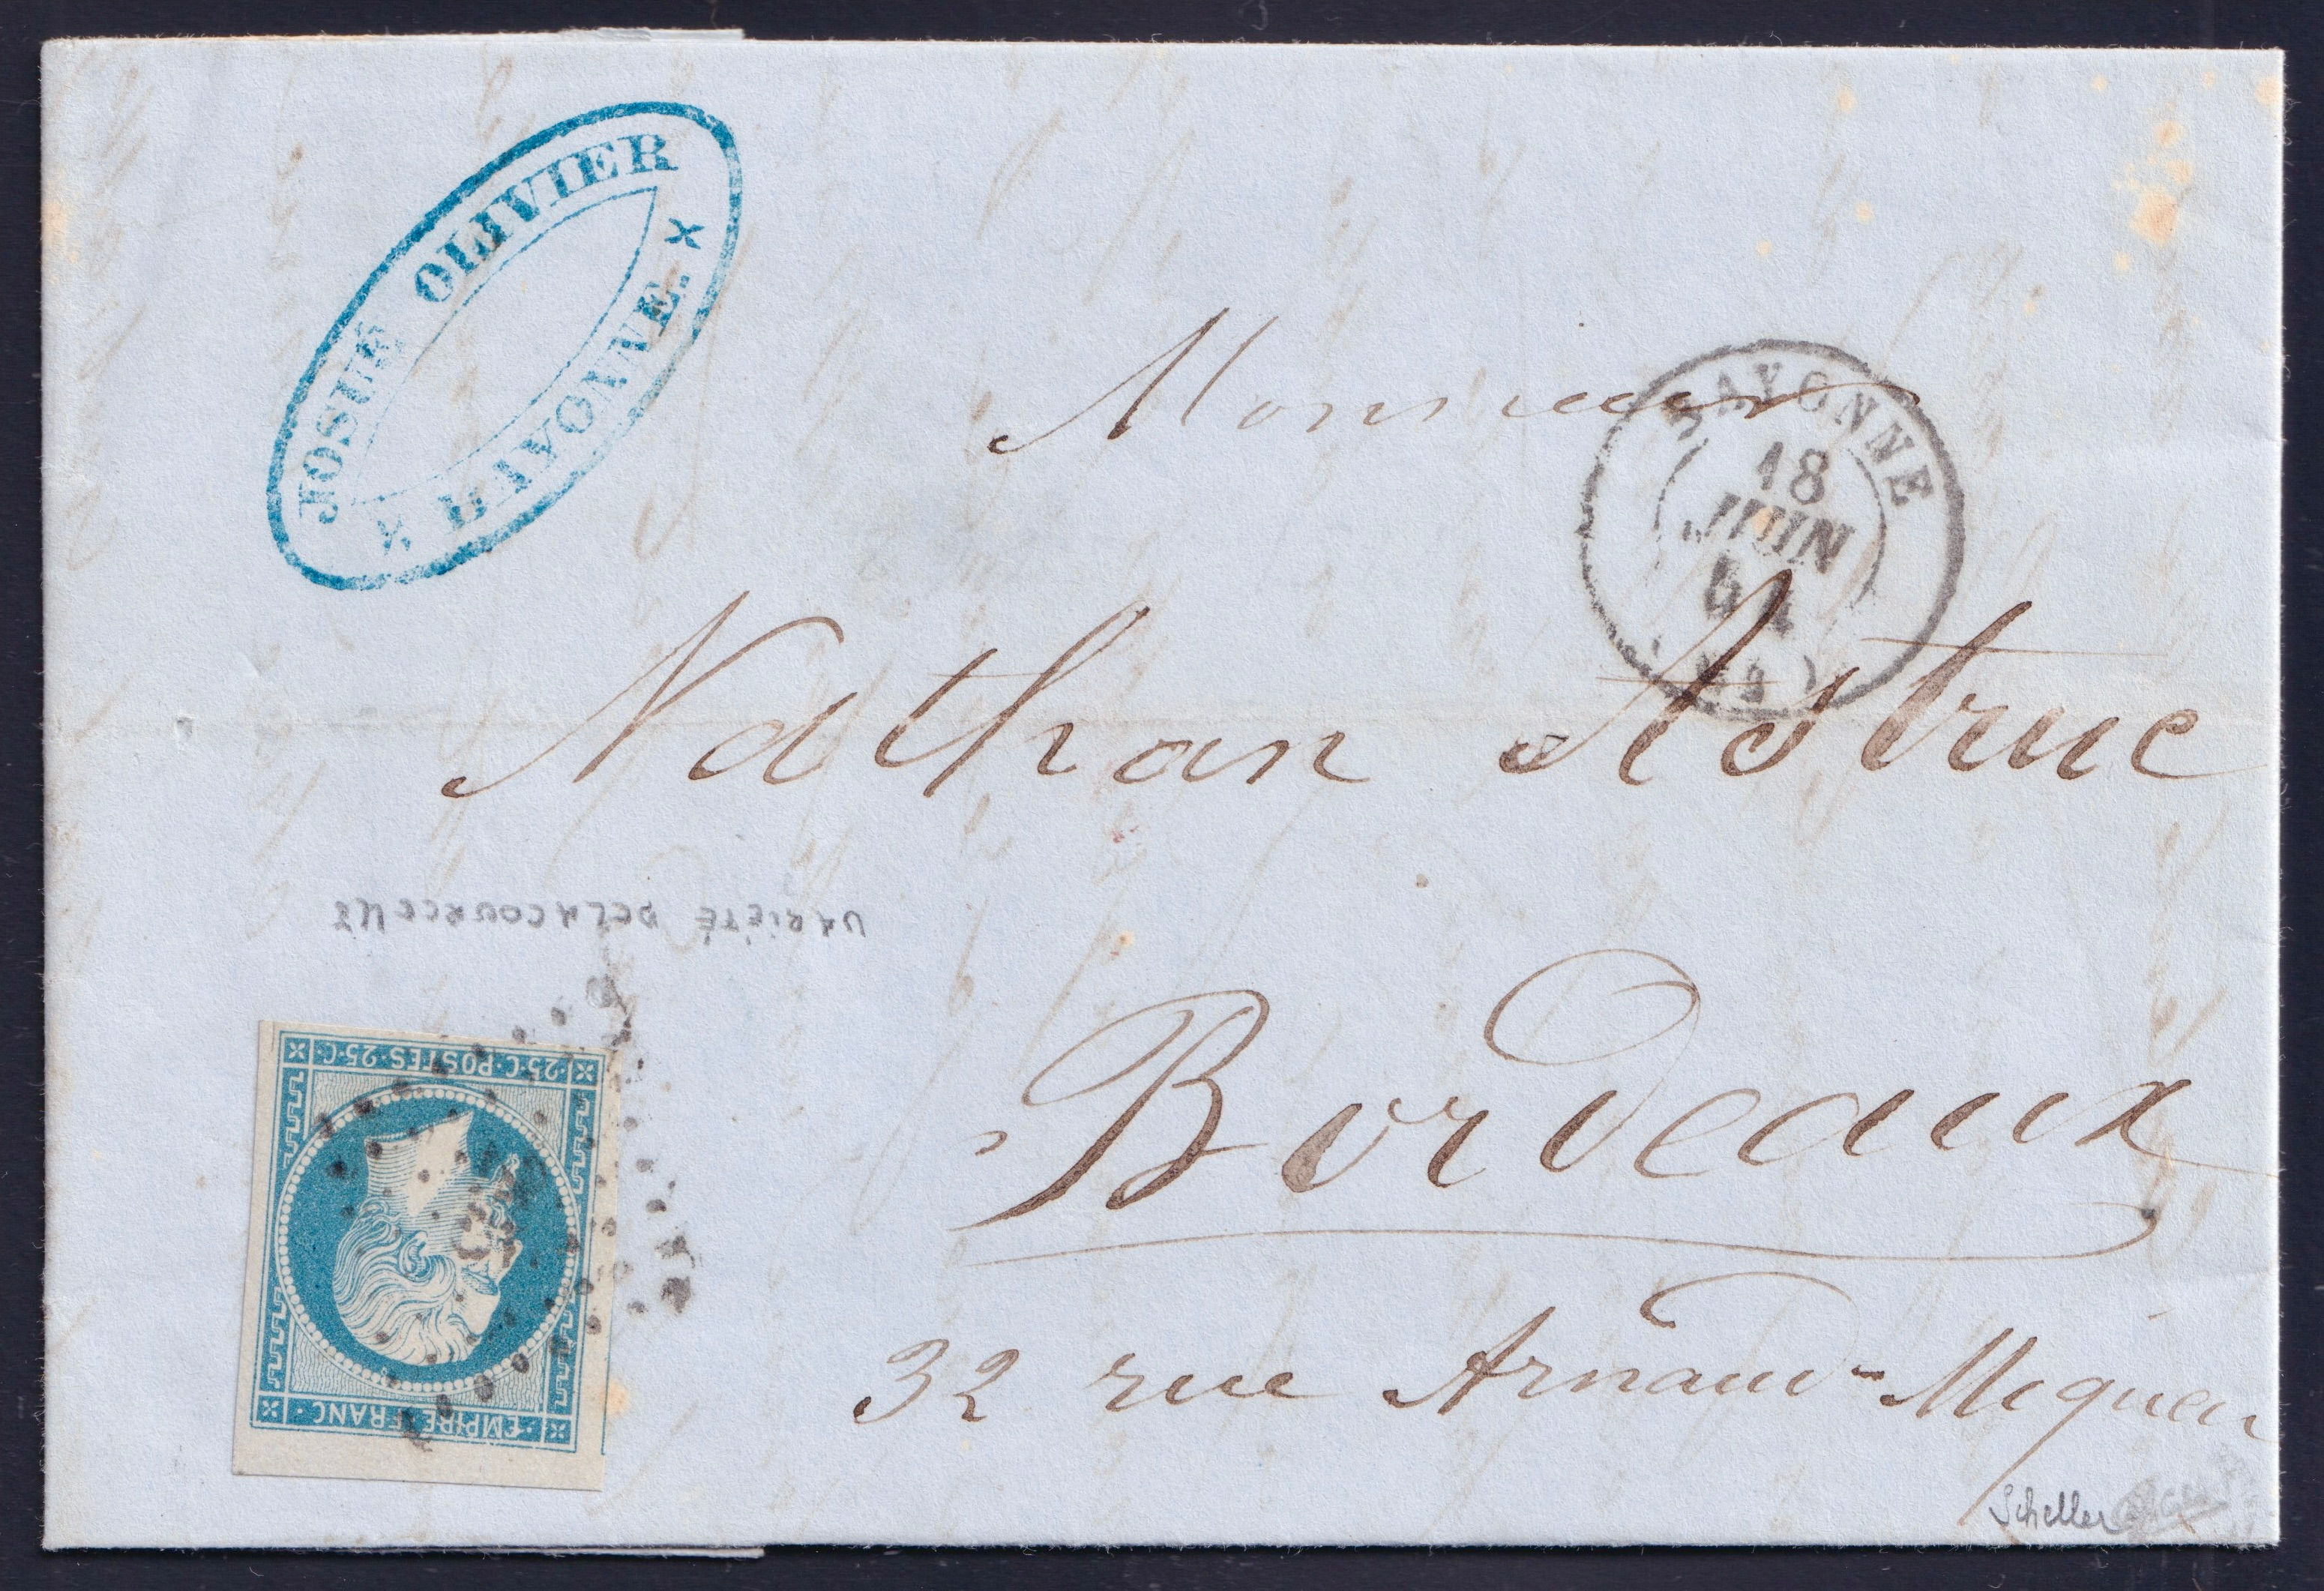 JOSUÉ OLIVIER
BAYONNE.
Monsieur
BAYONNE
18
JUIN
54
Nathan Astruc
VARIÉTÉ DELACOURCELLE
Bordeaux
32 rue Arnaud-Miqueu
·25·C·POSTES·25·C·
·EMPIRE·FRANC·
Scheller